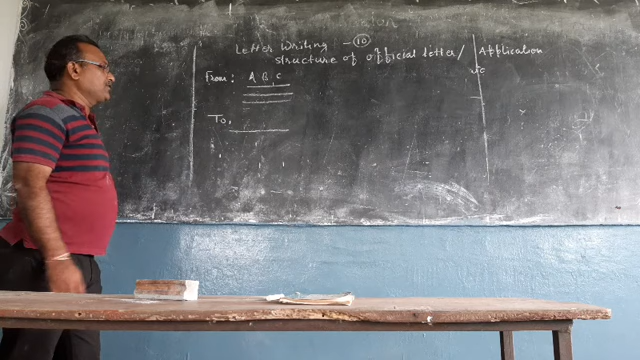 Letter Writing - 10
Structure of official letter / Application
From: A B C
To,